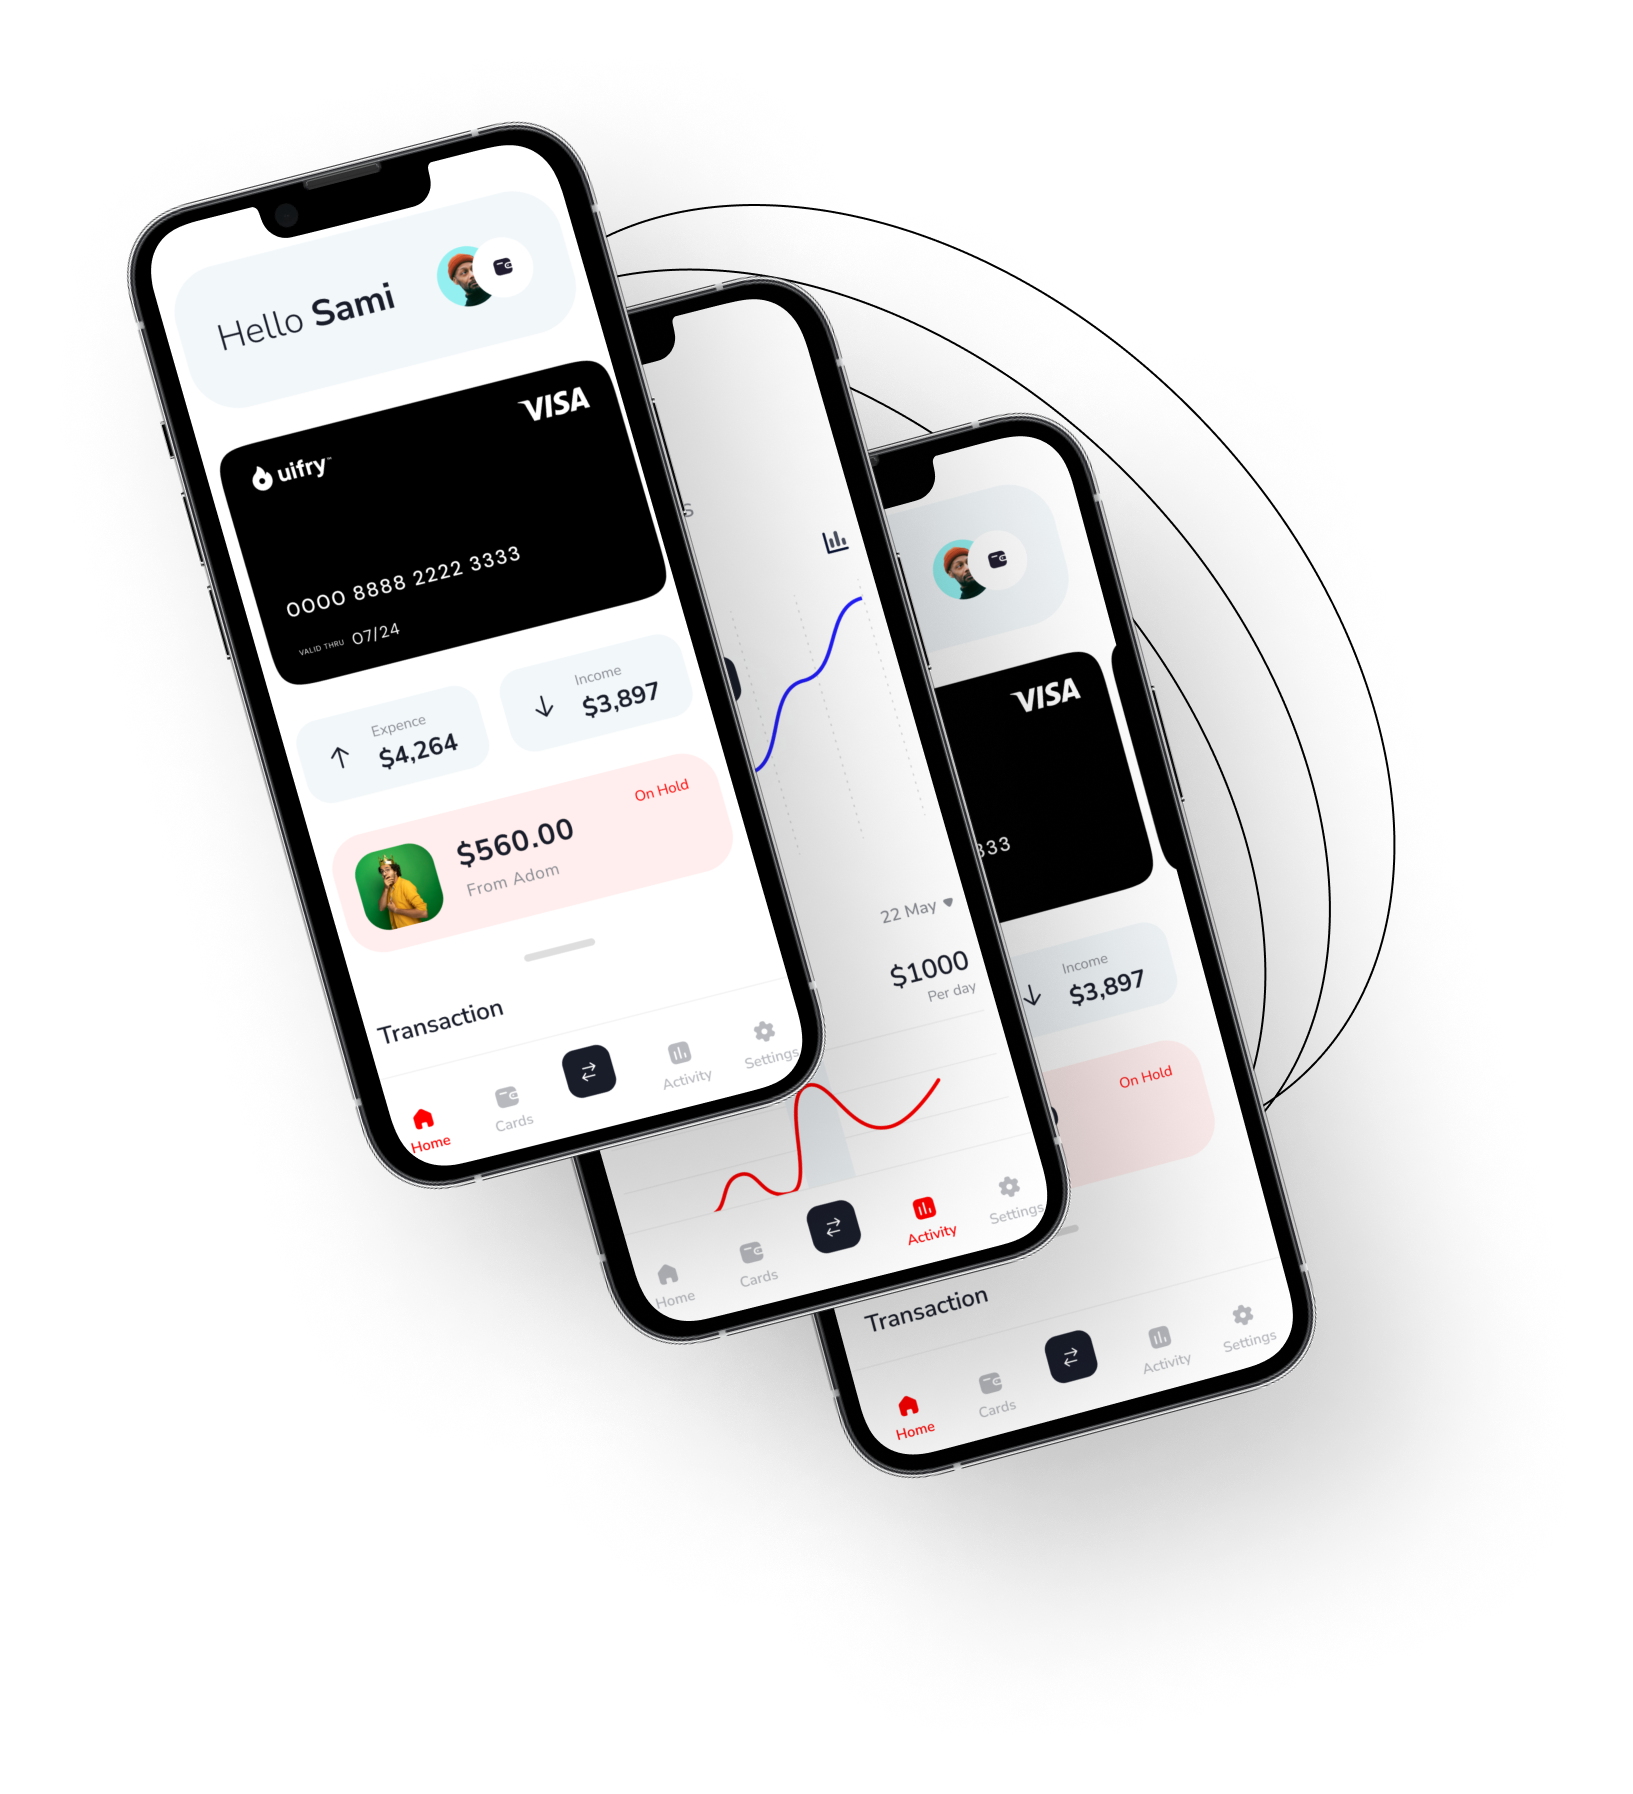 Hello Sami
VISA
uifry™
0000 8888 2222 3333
VALID THRU 07/24
Expence
$4,264
Income
$3,897
On Hold
$560.00
From Adom
Transaction
Home
Cards
Activity
Settings
s
22 May
$1000
Per day
Home
Cards
Activity
Settings
VISA
333
Income
$3,897
On Hold
Transaction
Home
Cards
Activity
Settings